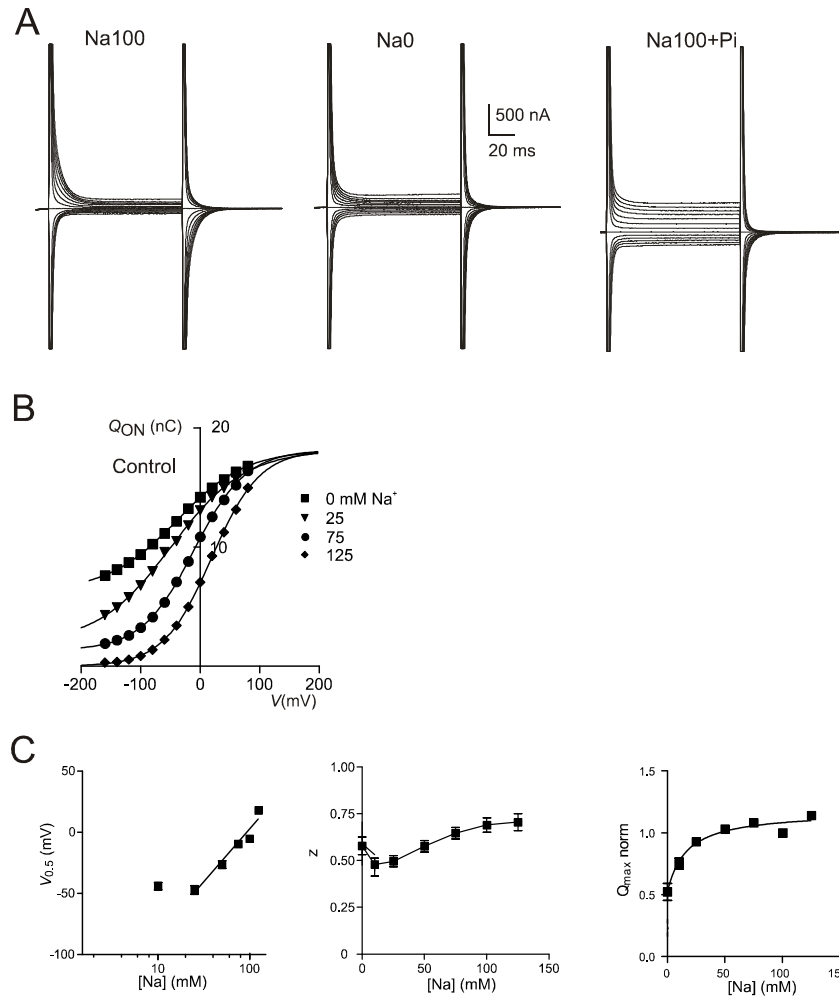 A
Na100
Na0
Na100+Pi
500 nA
20 ms
B
QON (nC)
20
Control
0 mM Na+
25
75
125
10
-200
-100
0
100
200
V(mV)
C
50
0
-50
-100
V0.5 (mV)
10
100
[Na] (mM)
1.00
0.75
0.50
0.25
0
z
0
50
100
150
[Na] (mM)
1.5
1.0
0.5
0.0
Qmax norm
0
50
100
150
[Na] (mM)